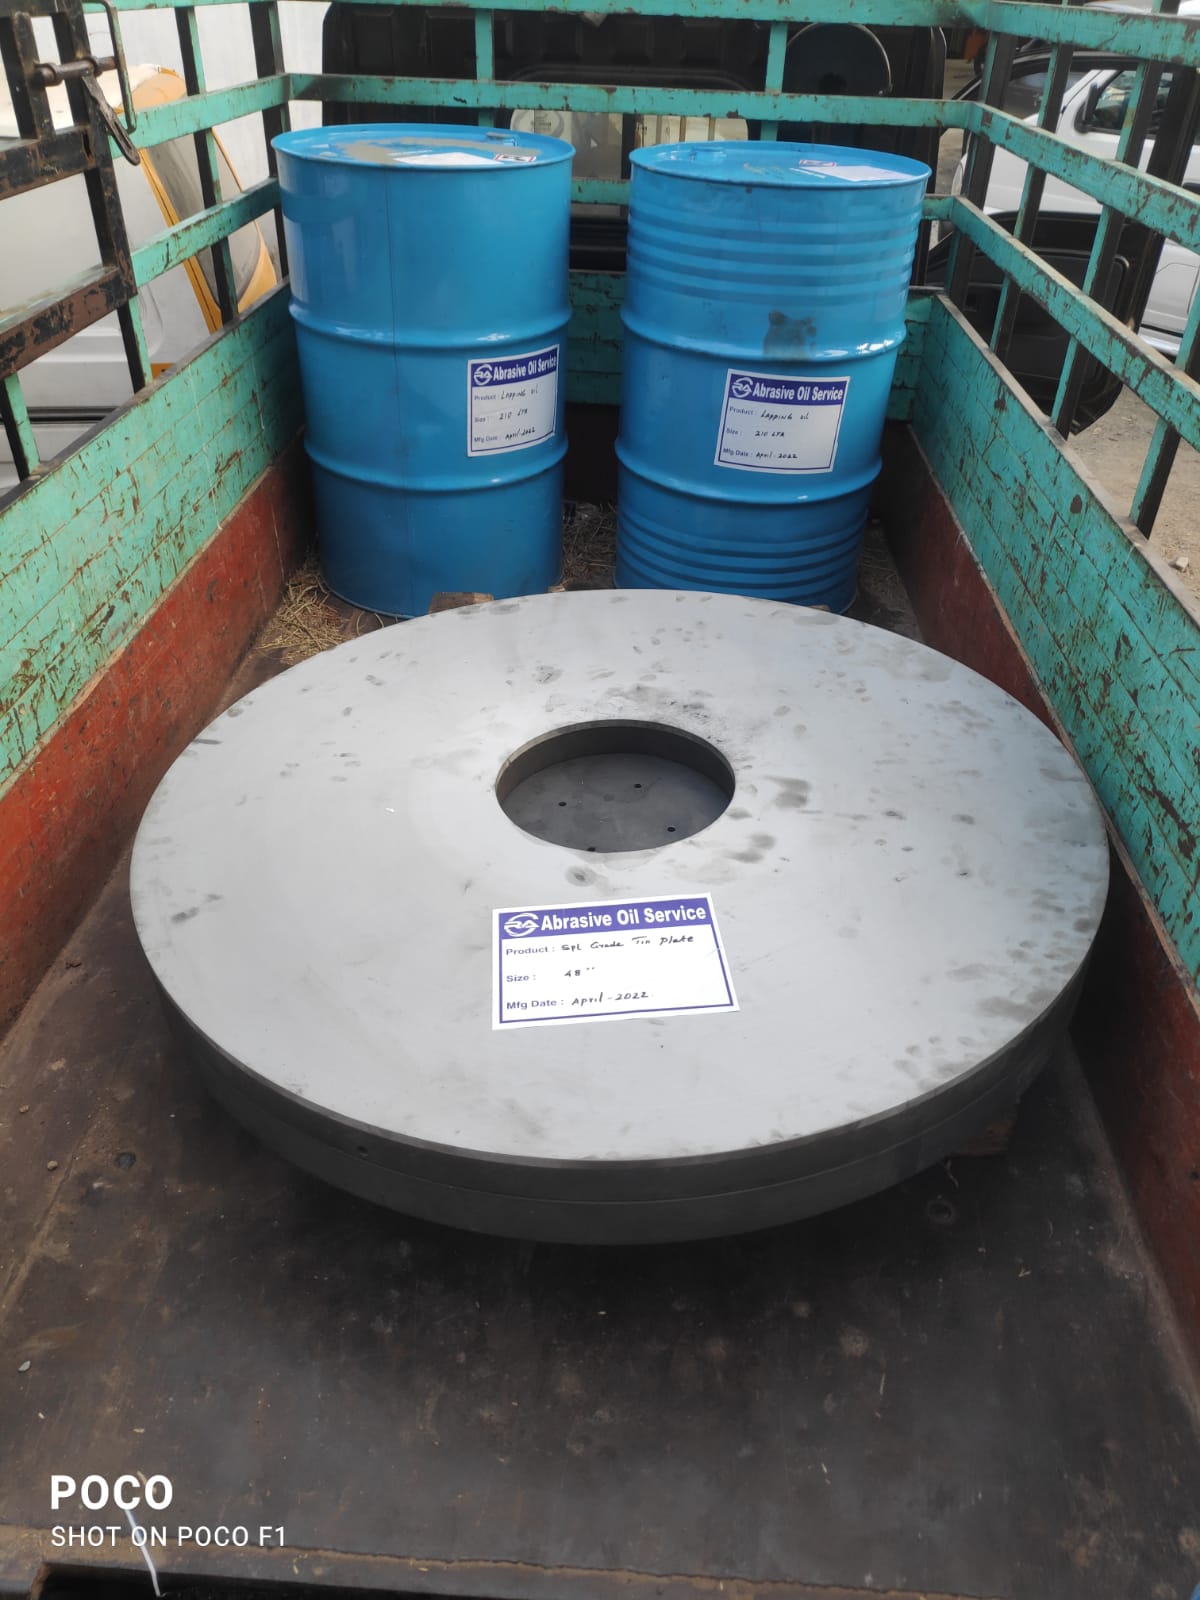 Abrasive Oil Service
Product : Lapping oil
Size : 210 LTR
Mfg Date : April-2022
Abrasive Oil Service
Product : Lapping oil
Size : 210 LTR
Mfg Date : April-2022
RA Abrasive Oil Service
Product : Spl Grade Tin Plate
Size : 48"
Mfg Date : April-2022
POCO
SHOT ON POCO F1